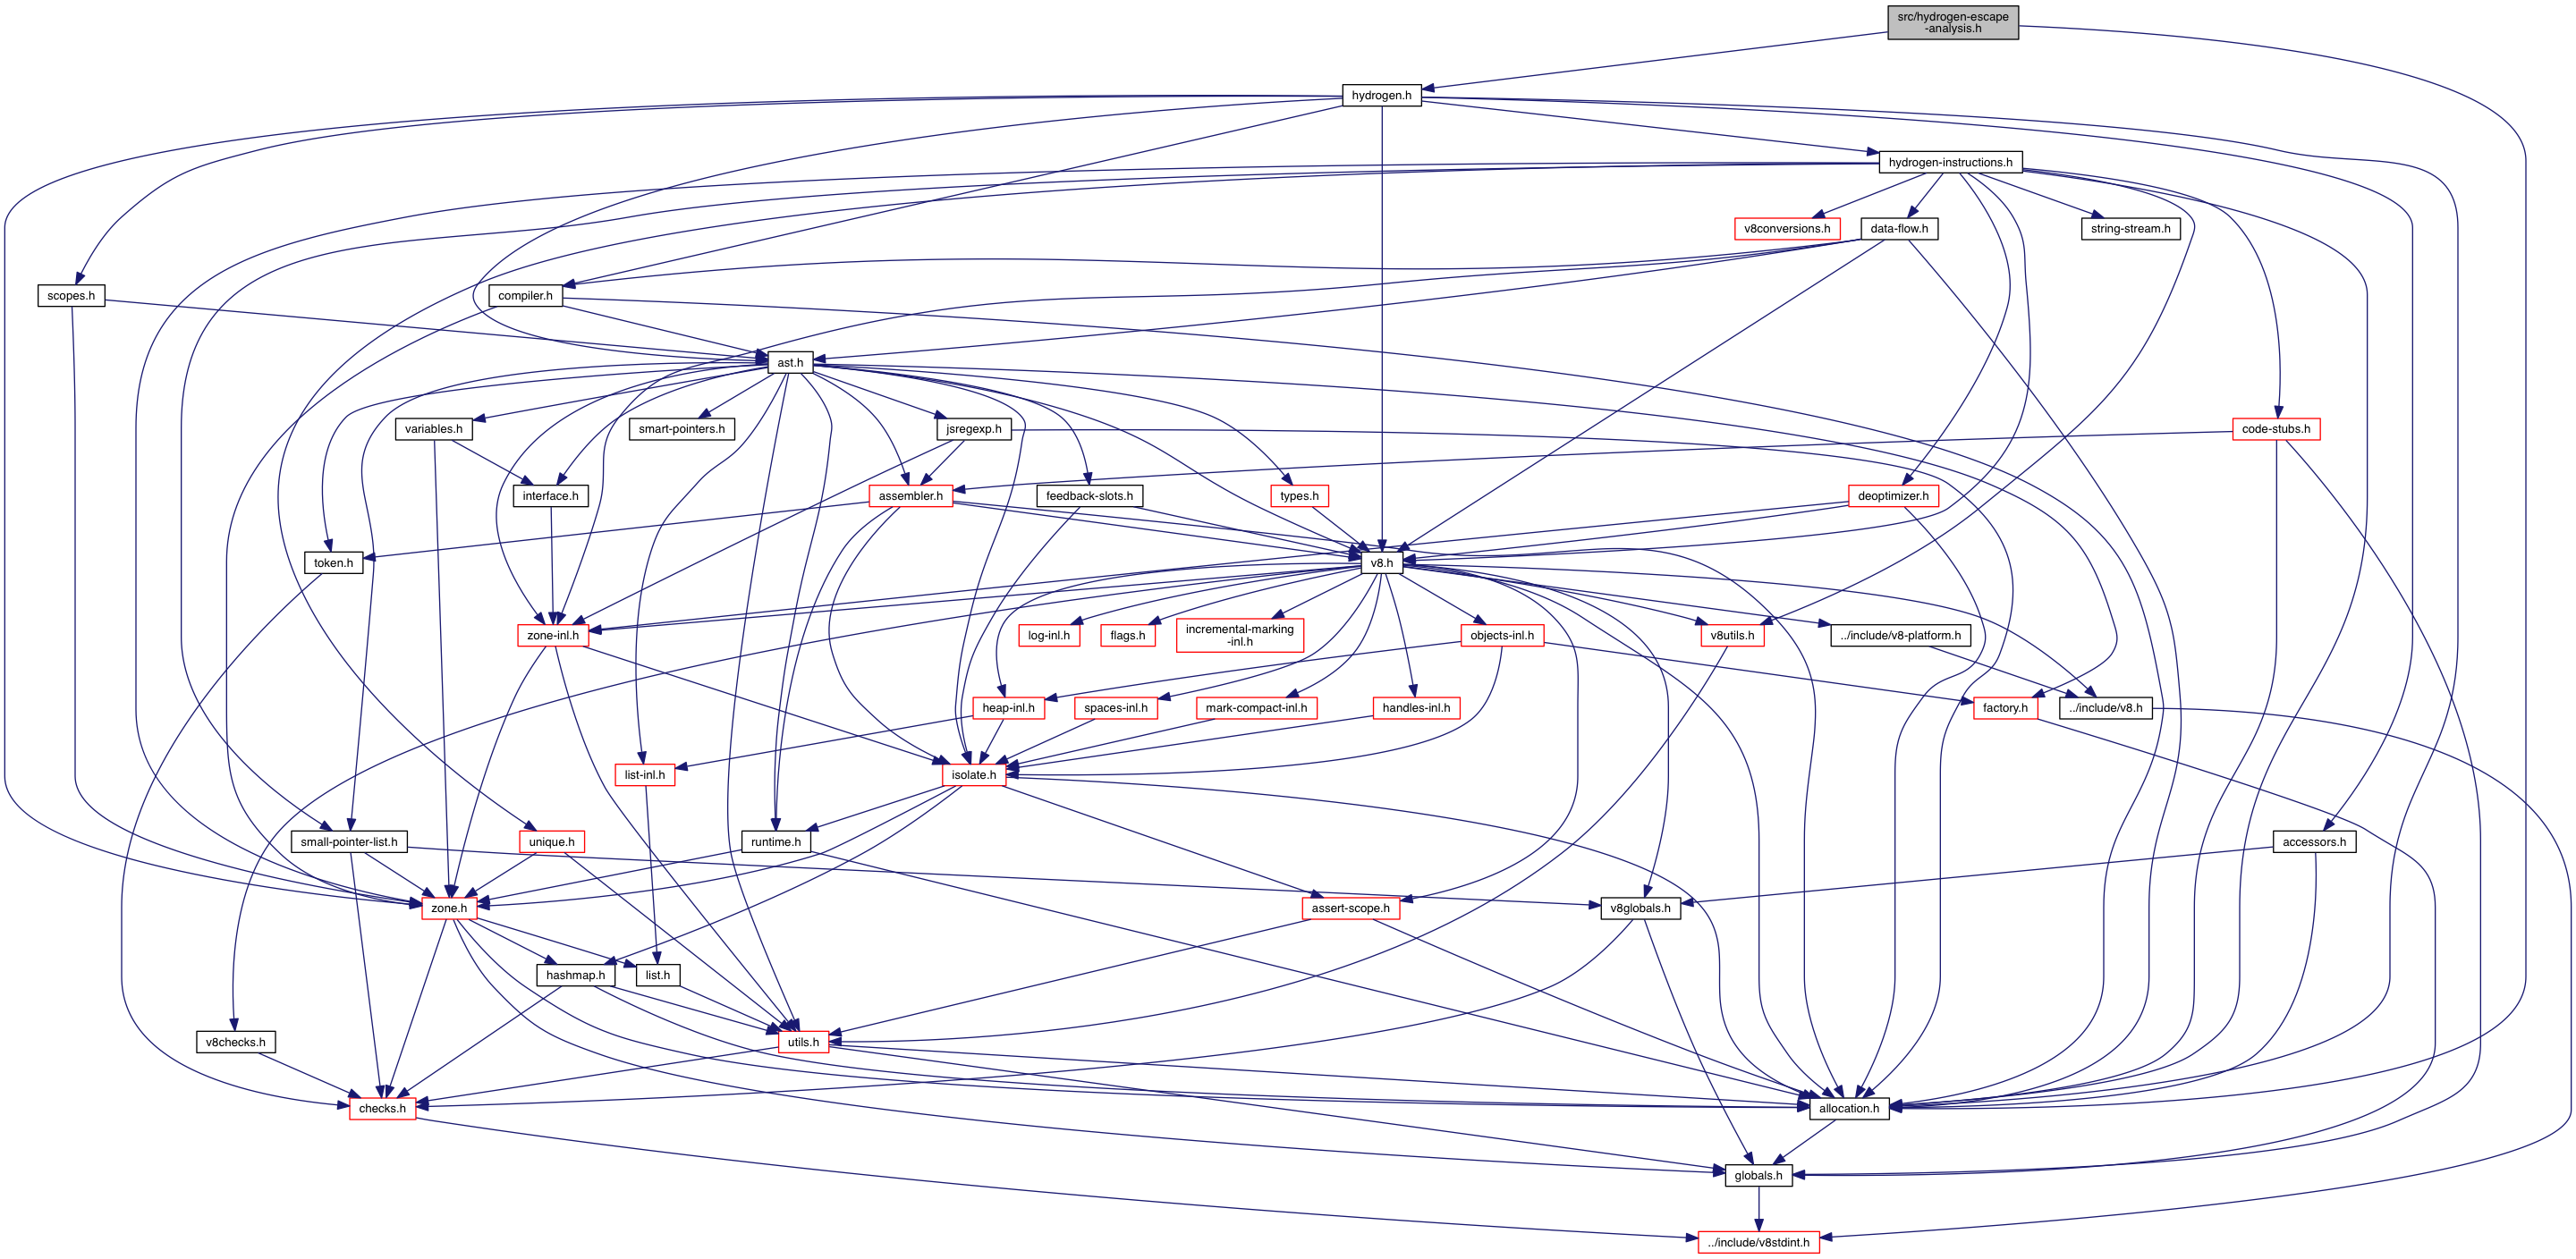 src/hydrogen-escape
-analysis.h
hydrogen.h
hydrogen-instructions.h
v8conversions.h
data-flow.h
string-stream.h
scopes.h
compiler.h
ast.h
variables.h
smart-pointers.h
jsregexp.h
code-stubs.h
interface.h
assembler.h
feedback-slots.h
types.h
deoptimizer.h
token.h
v8.h
zone-inl.h
log-inl.h
flags.h
incremental-marking
-inl.h
objects-inl.h
v8utils.h
../include/v8-platform.h
heap-inl.h
spaces-inl.h
mark-compact-inl.h
handles-inl.h
factory.h
../include/v8.h
list-inl.h
isolate.h
small-pointer-list.h
unique.h
runtime.h
accessors.h
zone.h
assert-scope.h
v8globals.h
hashmap.h
list.h
v8checks.h
utils.h
checks.h
allocation.h
globals.h
../include/v8stdint.h